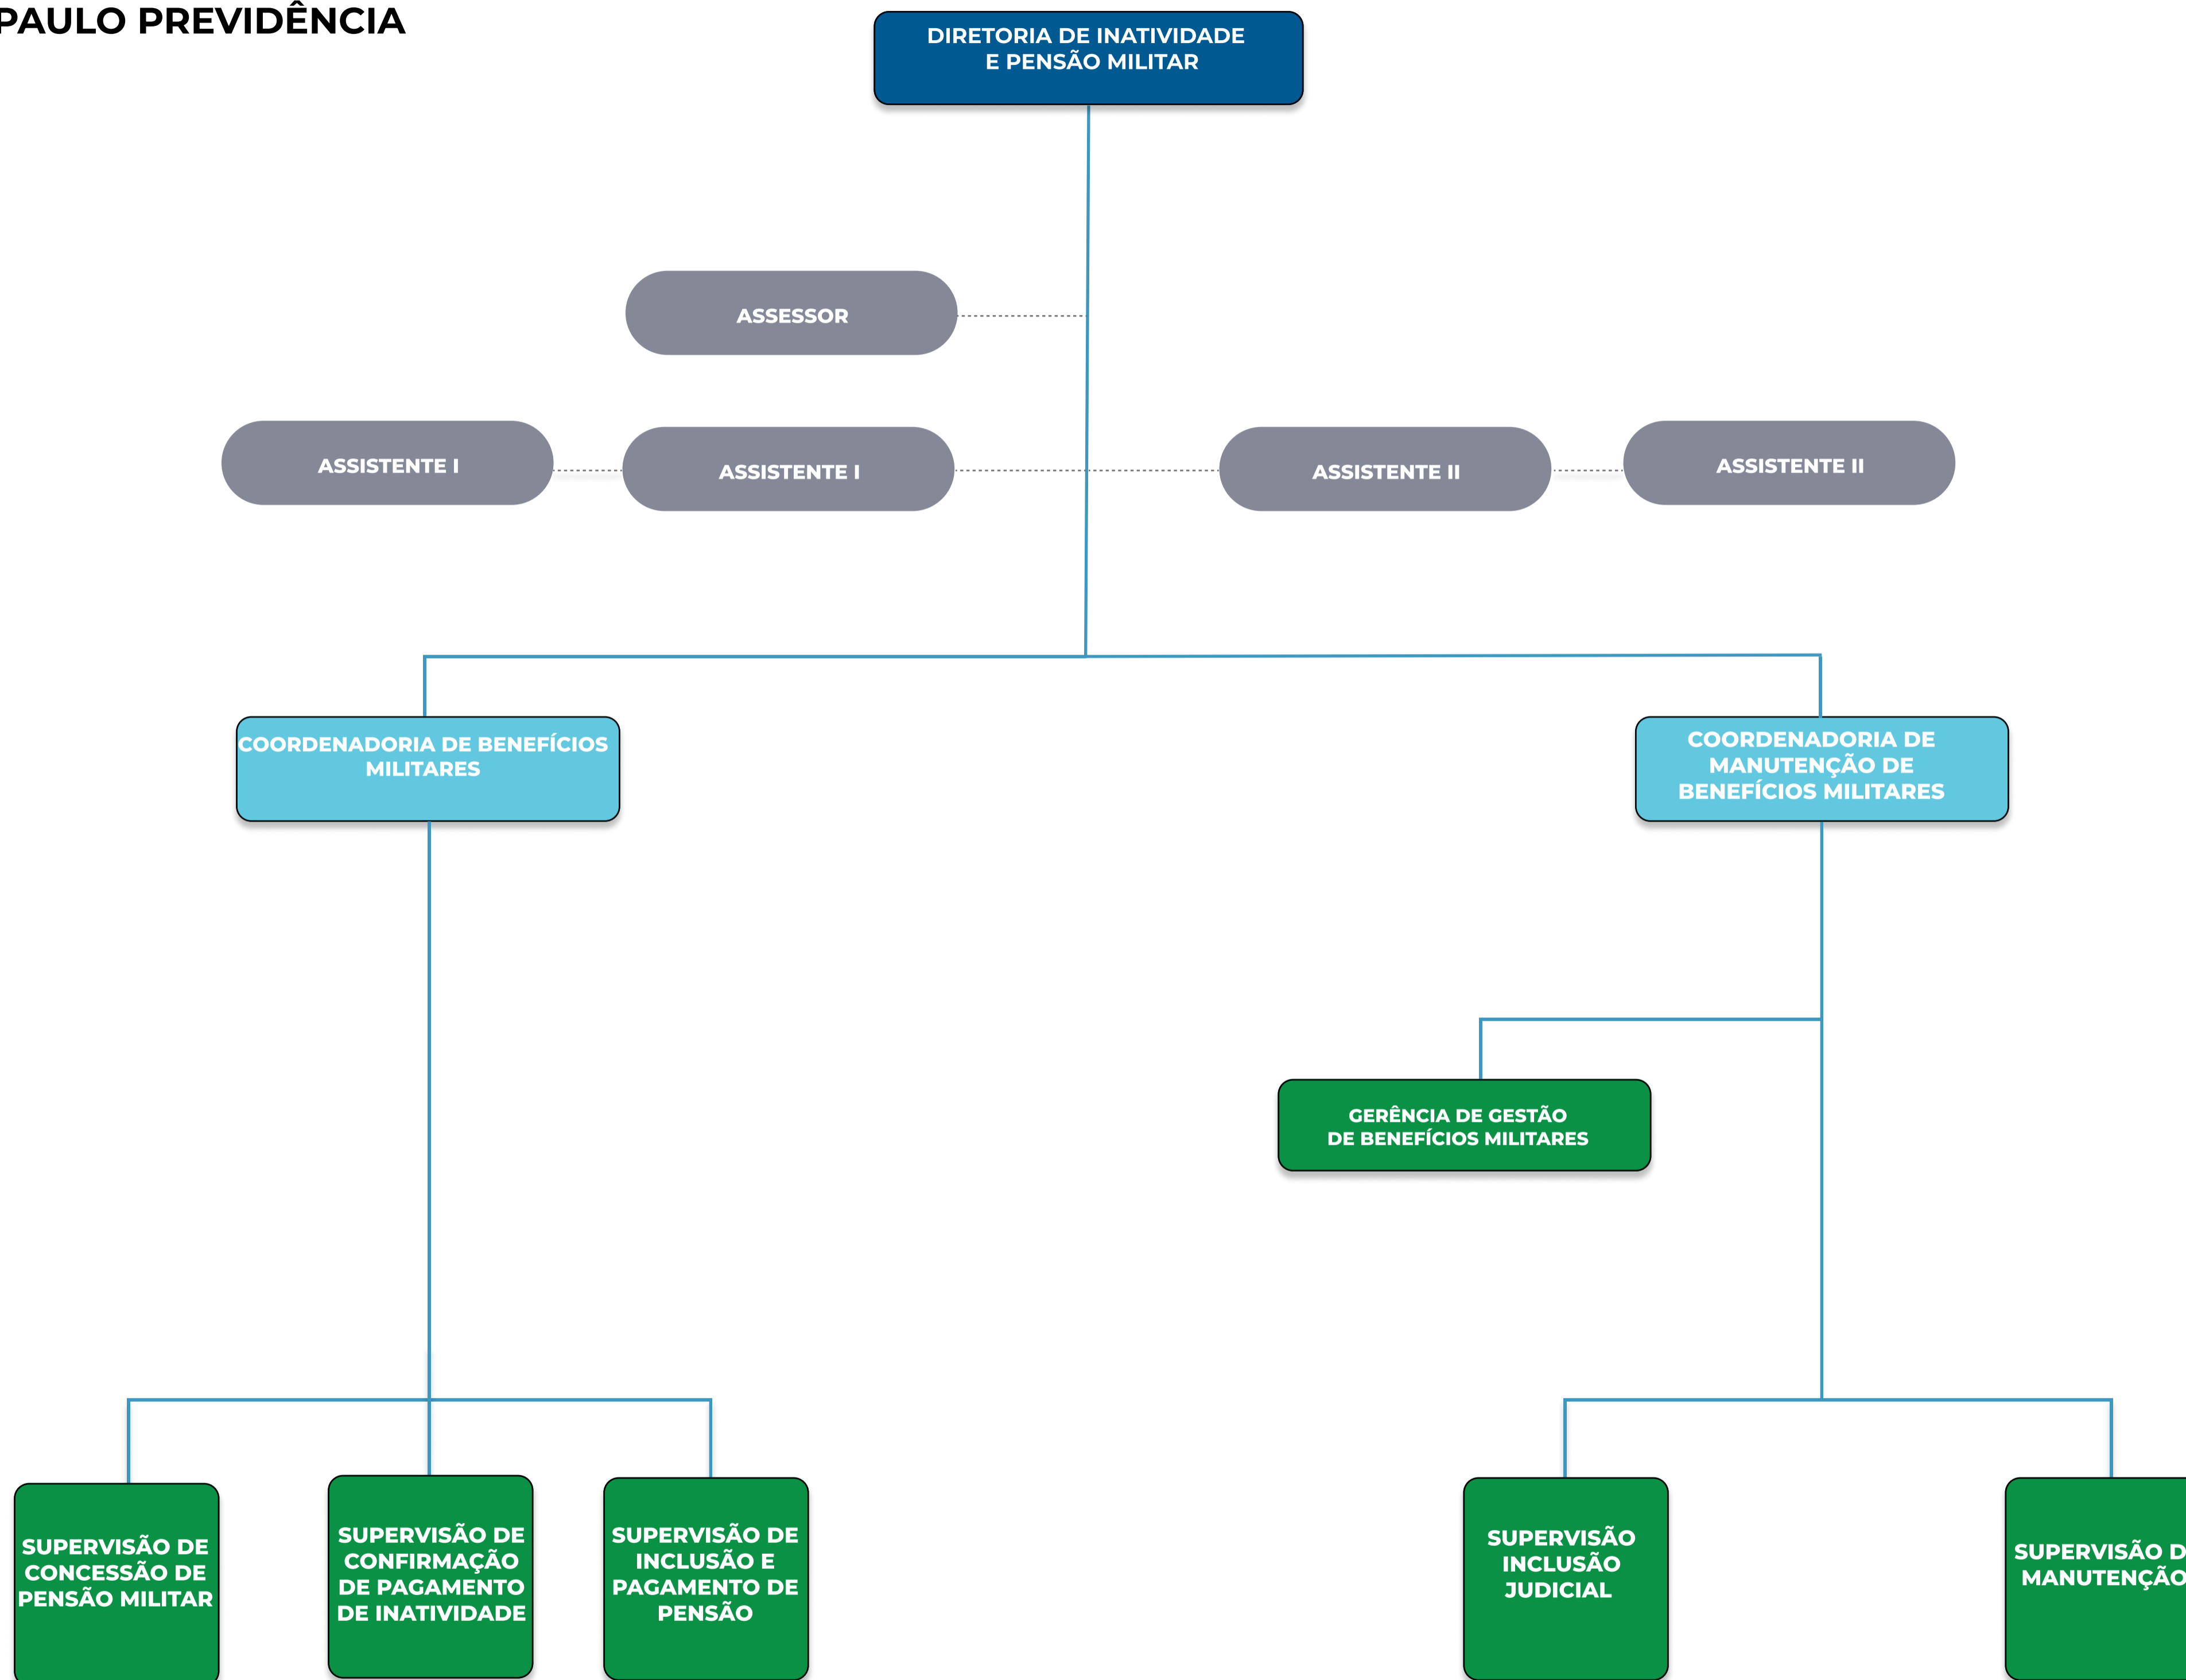 PAULO PREVIDÊNCIA
DIRETORIA DE INATIVIDADE
E PENSÃO MILITAR
ASSESSOR
ASSISTENTE I
ASSISTENTE I
ASSISTENTE II
ASSISTENTE II
COORDENADORIA DE BENEFÍCIOS
MILITARES
COORDENADORIA DE
MANUTENÇÃO DE
BENEFÍCIOS MILITARES
GERÊNCIA DE GESTÃO
DE BENEFÍCIOS MILITARES
SUPERVISÃO DE
CONCESSÃO DE
PENSÃO MILITAR
SUPERVISÃO DE
CONFIRMAÇÃO
DE PAGAMENTO
DE INATIVIDADE
SUPERVISÃO DE
INCLUSÃO E
PAGAMENTO DE
PENSÃO
SUPERVISÃO
INCLUSÃO
JUDICIAL
SUPERVISÃO D
MANUTENÇÃO